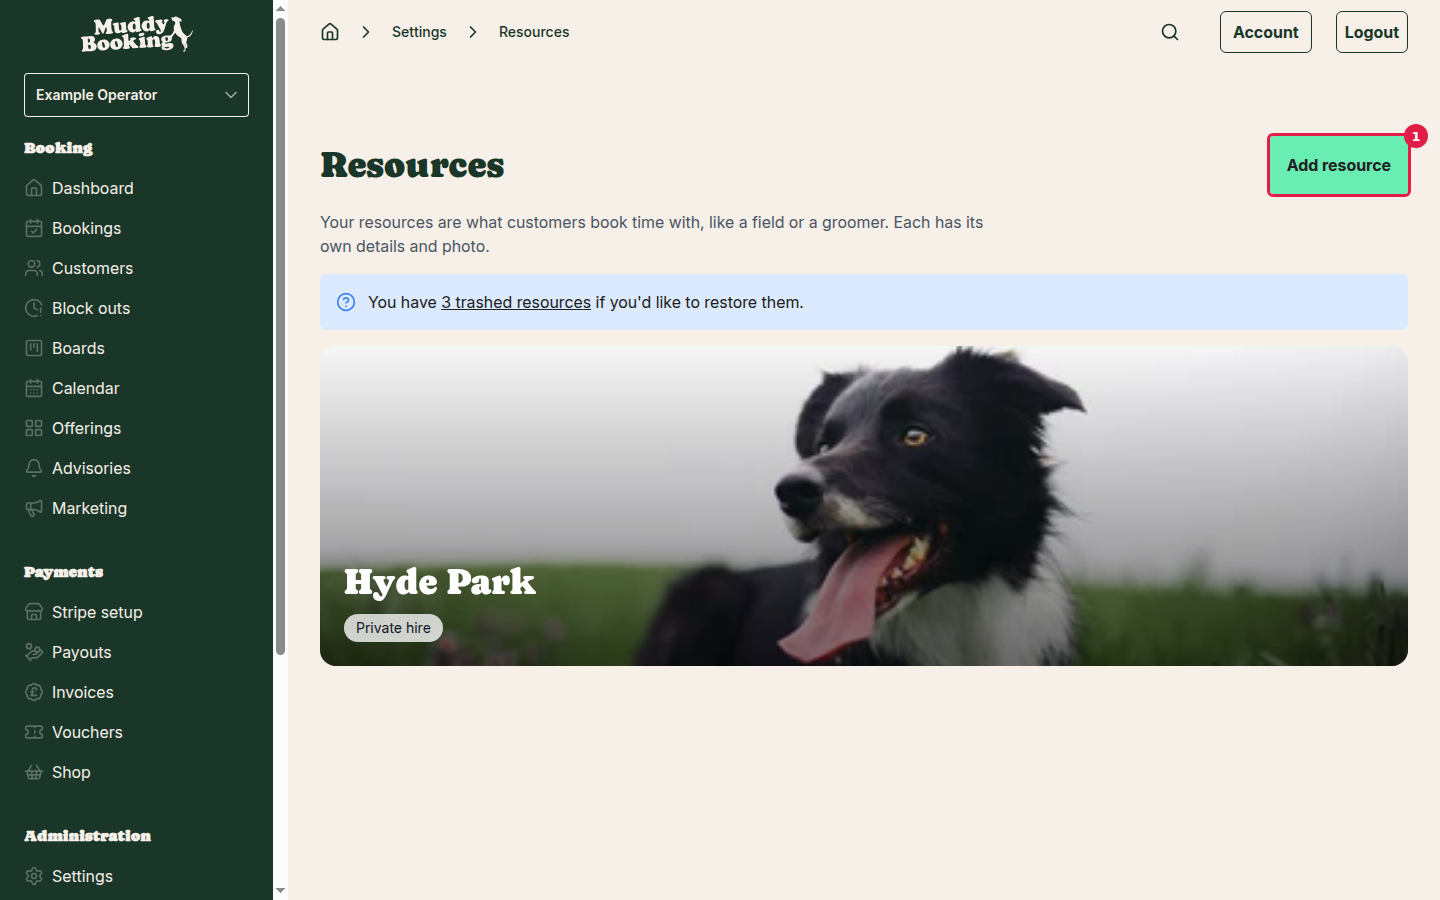 Muddy
Booking
Example Operator
Booking
Dashboard
Bookings
Customers
Block outs
Boards
Calendar
Offerings
Advisories
Marketing
Payments
Stripe setup
Payouts
Invoices
Vouchers
Shop
Administration
Settings
Settings
Resources
Account
Logout
Resources
Add resource
1
Your resources are what customers book time with, like a field or a groomer. Each has its
own details and photo.
You have 3 trashed resources if you'd like to restore them.
Hyde Park
Private hire